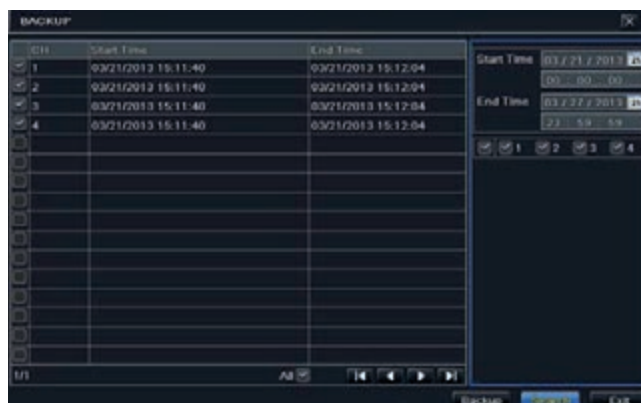 BACKUP
CH Start Time End Time
1 03/21/2013 15:11:40 03/21/2013 15:12:04
2 03/21/2013 15:11:40 03/21/2013 15:12:04
3 03/21/2013 15:11:40 03/21/2013 15:12:04
4 03/21/2013 15:11:40 03/21/2013 15:12:04
1/1 All
Start Time 03 / 21 / 2013
00 : 00 : 00
End Time 03 / 27 / 2013
23 : 59 : 59
1 2 3 4
Backup Search Exit